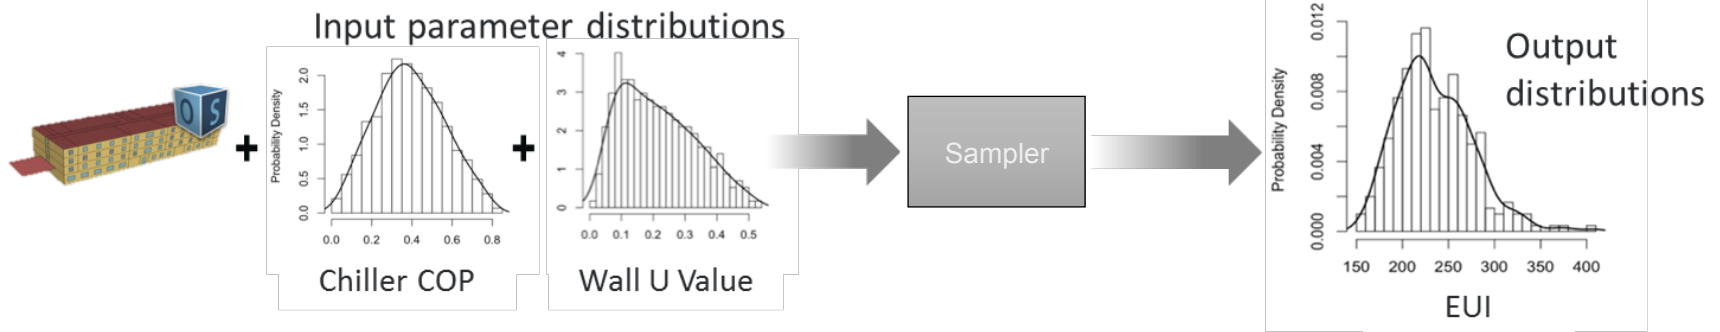 Input parameter distributions
OS
+
Probability Density
0.0 0.5 1.0 1.5 2.0
0.0 0.2 0.4 0.6 0.8
Chiller COP
+
0 1 2 3 4
0.0 0.1 0.2 0.3 0.4 0.5
Wall U Value
Sampler
Output
distributions
Probability Density
0.000 0.004 0.008 0.012
150 200 250 300 350 400
EUI